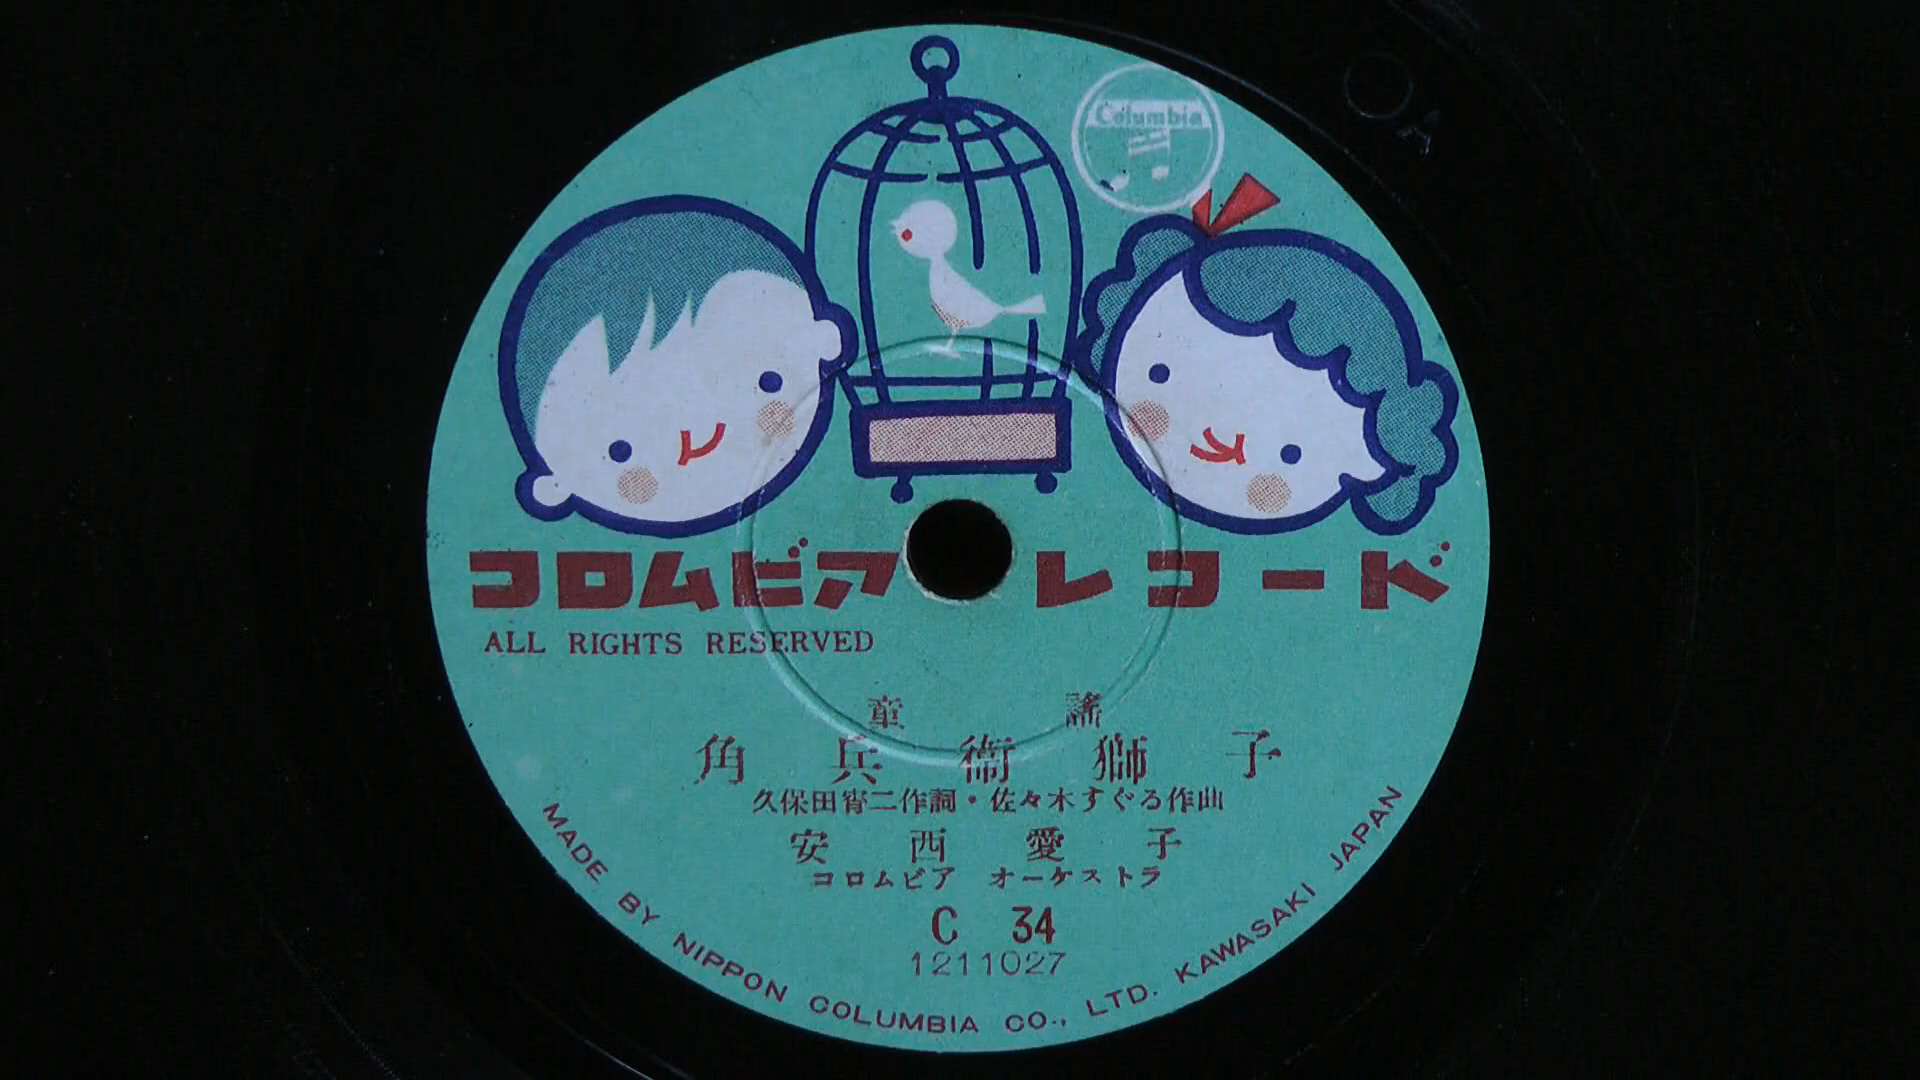 Columbia
コロムビア レコード
ALL RIGHTS RESERVED
童謡
角兵衛獅子
久保田宵二作詞・佐々木すぐる作曲
安西愛子
コロムビア オーケストラ
C 34
1211027
MADE BY NIPPON COLUMBIA CO., LTD. KAWASAKI JAPAN